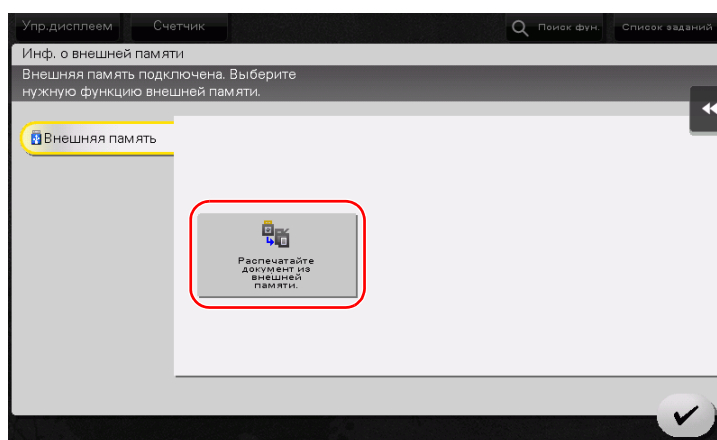 Упр.дисплеем Счетчик Поиск фун. Список заданий
Инф. о внешней памяти
Внешняя память подключена. Выберите
нужную функцию внешней памяти.
Внешняя память
Распечатайте
документ из
внешней
памяти.